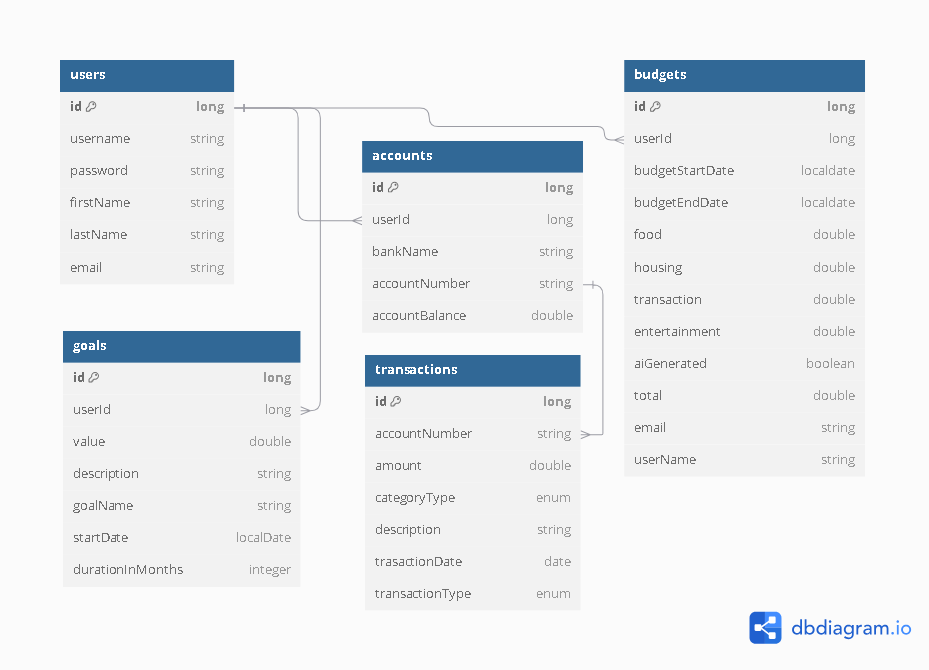 users
id long
username string
password string
firstName string
lastName string
email string
goals
id long
userId long
value double
description string
goalName string
startDate localDate
durationInMonths integer
accounts
id long
userId long
bankName string
accountNumber string
accountBalance double
transactions
id long
accountNumber string
amount double
categoryType enum
description string
trasactionDate date
transactionType enum
budgets
id long
userId long
budgetStartDate localdate
budgetEndDate localdate
food double
housing double
transaction double
entertainment double
aiGenerated boolean
total double
email string
userName string
dbdiagram.io